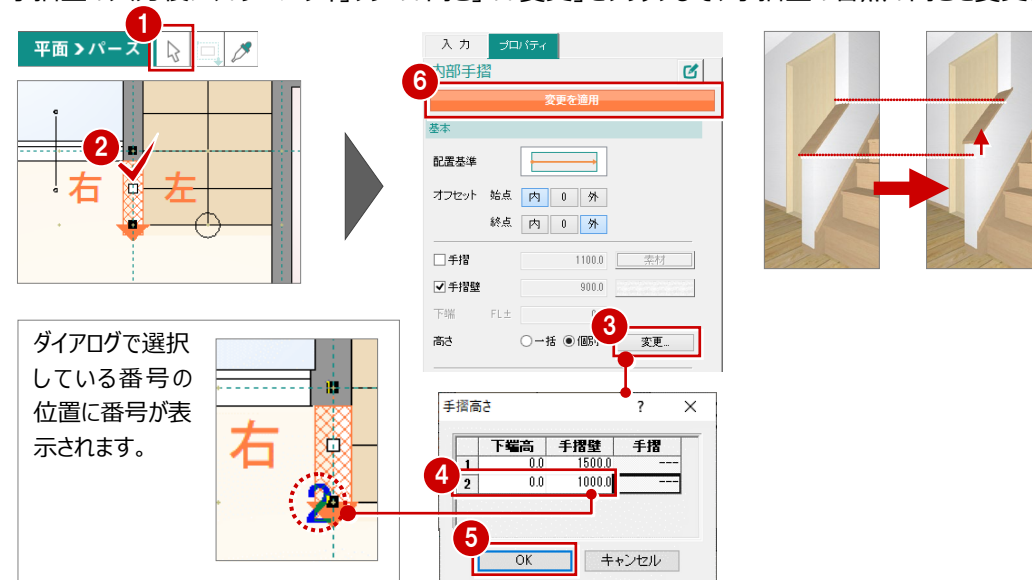 1
平面 パース
6
入力 プロパティ
内部手摺
変更を適用
基本
配置基準
オフセット 始点 内 0 外
終点 内 0 外
手摺 1100.0 素材
手摺壁 900.0
下端 FL±
高さ 一括 個別 変更...
2
右 左
3
ダイアログで選択
している番号の
位置に番号が表
示されます。
右
2
手摺高さ ? ×
下端高 手摺壁 手摺
1 0.0 1500.0 ---
4
2 0.0 1000.0 ---
5
OK キャンセル